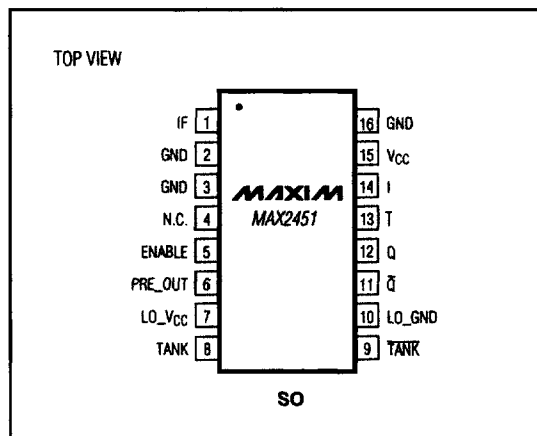 TOP VIEW
IF 1
GND 2
GND 3
N.C. 4
ENABLE 5
PRE_OUT 6
LO_VCC 7
TANK 8
MAXIM
MAX2451
16 GND
15 VCC
14 I
13 Ī
12 Q
11 Q̄
10 LO_GND
9 T̅A̅N̅K̅
SO